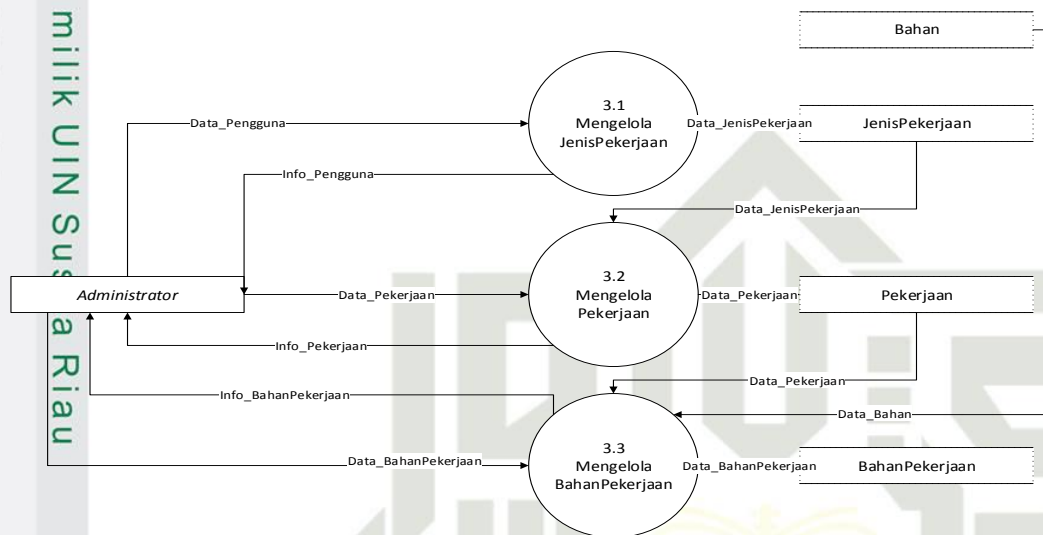 milik UIN Sus a Riau
Bahan
3.1
Mengelola
JenisPekerjaan
Data_Pengguna
Data_JenisPekerjaan
JenisPekerjaan
Info_Pengguna
Data_JenisPekerjaan
Administrator
Data_Pekerjaan
3.2
Mengelola
Pekerjaan
Data_Pekerjaan
Pekerjaan
Info_Pekerjaan
Data_Pekerjaan
Info_BahanPekerjaan
Data_Bahan
Data_BahanPekerjaan
3.3
Mengelola
BahanPekerjaan
Data_BahanPekerjaan
BahanPekerjaan